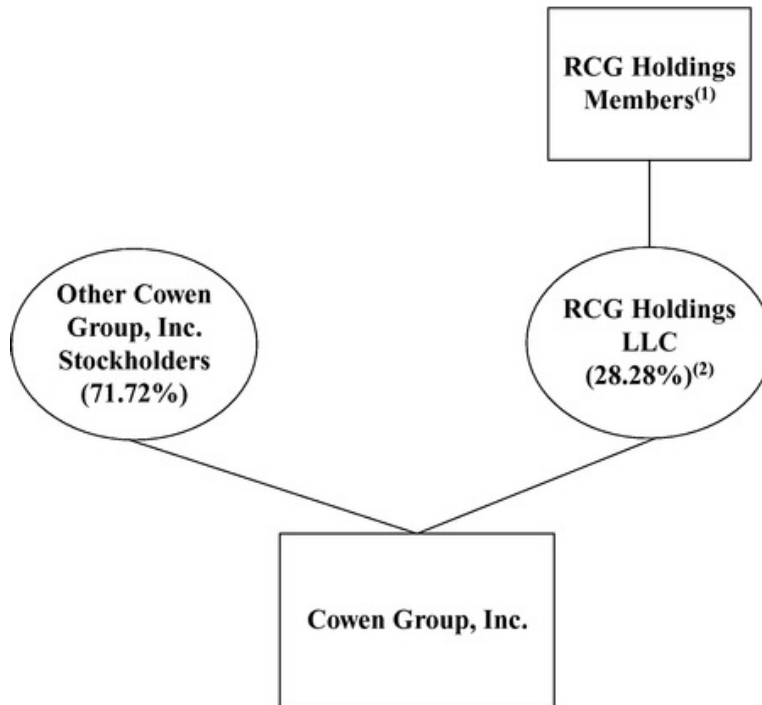 RCG Holdings
Members(1)
Other Cowen
Group, Inc.
Stockholders
(71.72%)
RCG Holdings
LLC
(28.28%)(2)
Cowen Group, Inc.